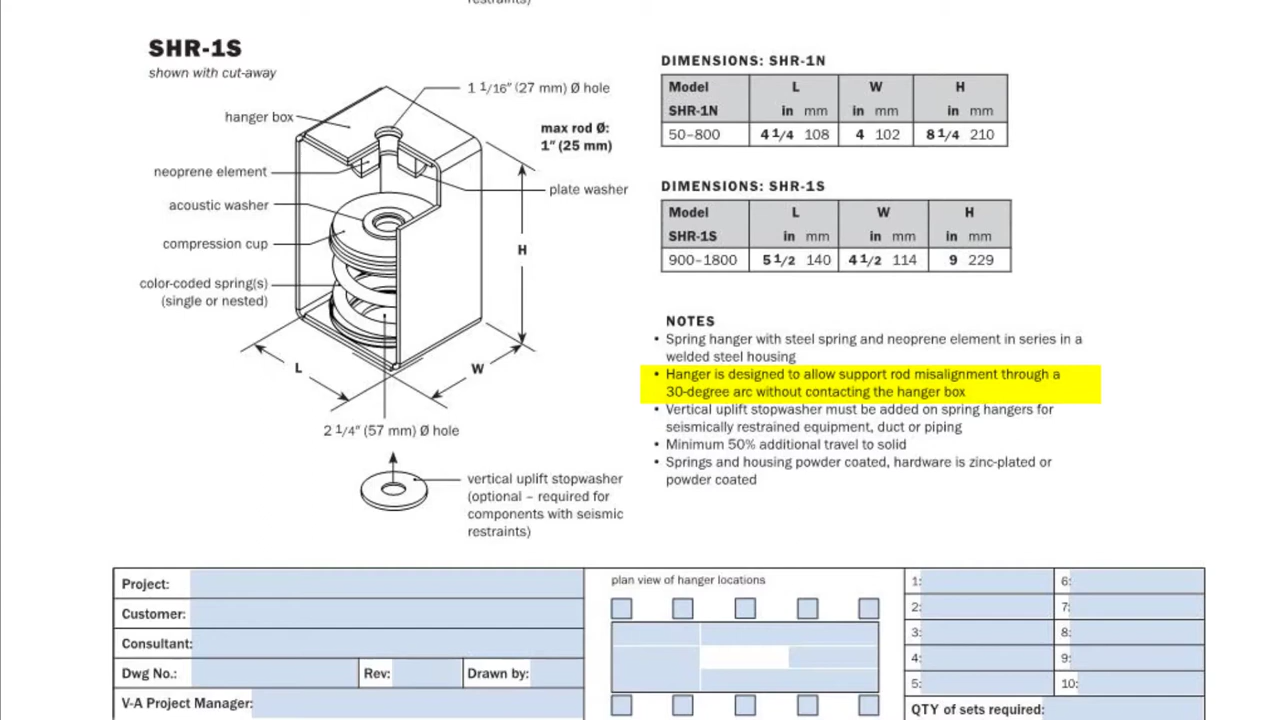 restraints)
SHR-1S
shown with cut-away
1 1/16″ (27 mm) Ø hole
hanger box
max rod Ø:
1″ (25 mm)
neoprene element
plate washer
acoustic washer
compression cup
H
color-coded spring(s)
(single or nested)
L
W
2 1/4″ (57 mm) Ø hole
vertical uplift stopwasher
(optional – required for
components with seismic
restraints)
DIMENSIONS: SHR-1N
Model L W H
SHR-1N in mm in mm in mm
50–800 4 1/4 108 4 102 8 1/4 210
DIMENSIONS: SHR-1S
Model L W H
SHR-1S in mm in mm in mm
900–1800 5 1/2 140 4 1/2 114 9 229
NOTES
• Spring hanger with steel spring and neoprene element in series in a
welded steel housing
• Hanger is designed to allow support rod misalignment through a
30-degree arc without contacting the hanger box
• Vertical uplift stopwasher must be added on spring hangers for
seismically restrained equipment, duct or piping
• Minimum 50% additional travel to solid
• Springs and housing powder coated, hardware is zinc-plated or
powder coated
Project:
Customer:
Consultant:
Dwg No.: Rev: Drawn by:
V-A Project Manager:
plan view of hanger locations
1: 6:
2: 7:
3: 8:
4: 9:
5: 10:
QTY of sets required: